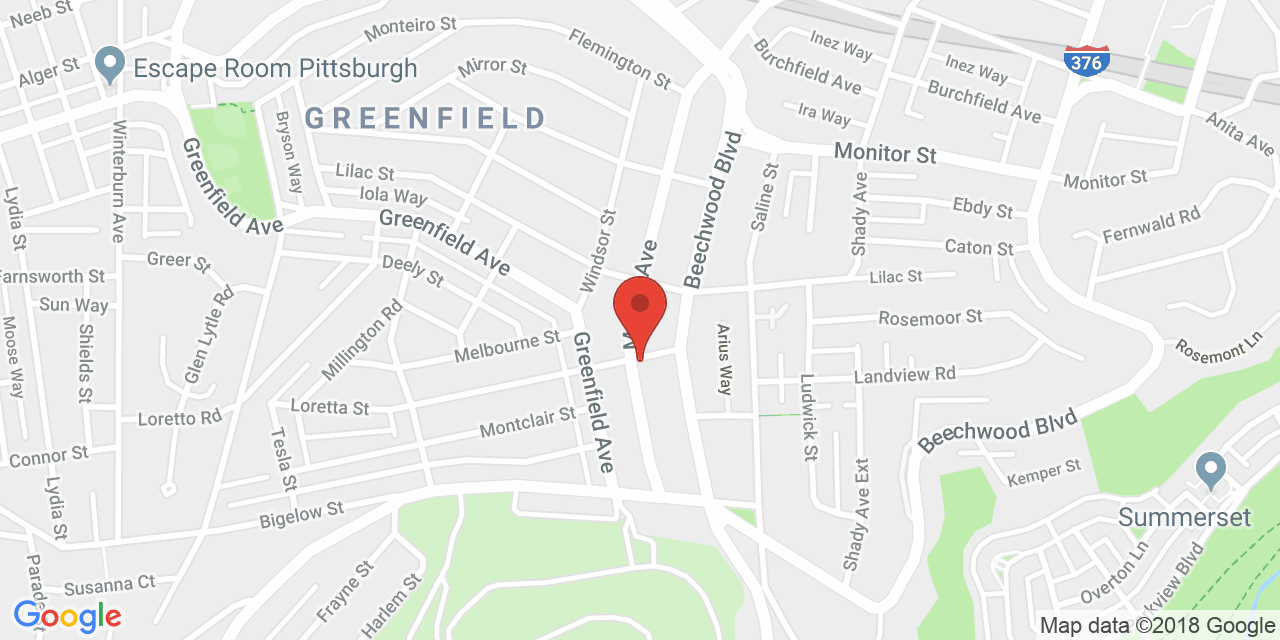 Neeb St
Monteiro St
Flemington St
Inez Way
Burchfield Ave
376
Inez Way
Alger St
Escape Room Pittsburgh
Mirror St
Burchfield Ave
GREENFIELD
Ira Way
Anita Ave
Bryson Way
Winterburn Ave
Greenfield Ave
Beechwood Blvd
Monitor St
Monitor St
Lilac St
Iola Way
Saline St
Shady Ave
Lydia St
Greenfield Ave
Windsor St
Ebdy St
Fernwald Rd
Caton St
Ave
Greer St
Deely St
Farnsworth St
Lilac St
Sun Way
Glen Lytle Rd
Millington Rd
Rosemoor St
Moose Way
Shields St
Melbourne St
M
Arius Way
Rosemont Ln
Greenfield Ave
Landview Rd
Ludwick St
Loretto Rd
Loretta St
Montclair St
Beechwood Blvd
Connor St
Tesla St
Kemper St
Lydia St
Bigelow St
Shady Ave Ext
Summerset
Susanna Ct
Frayne St
Harlem St
Overton Ln
Google
Map data ©2018 Google